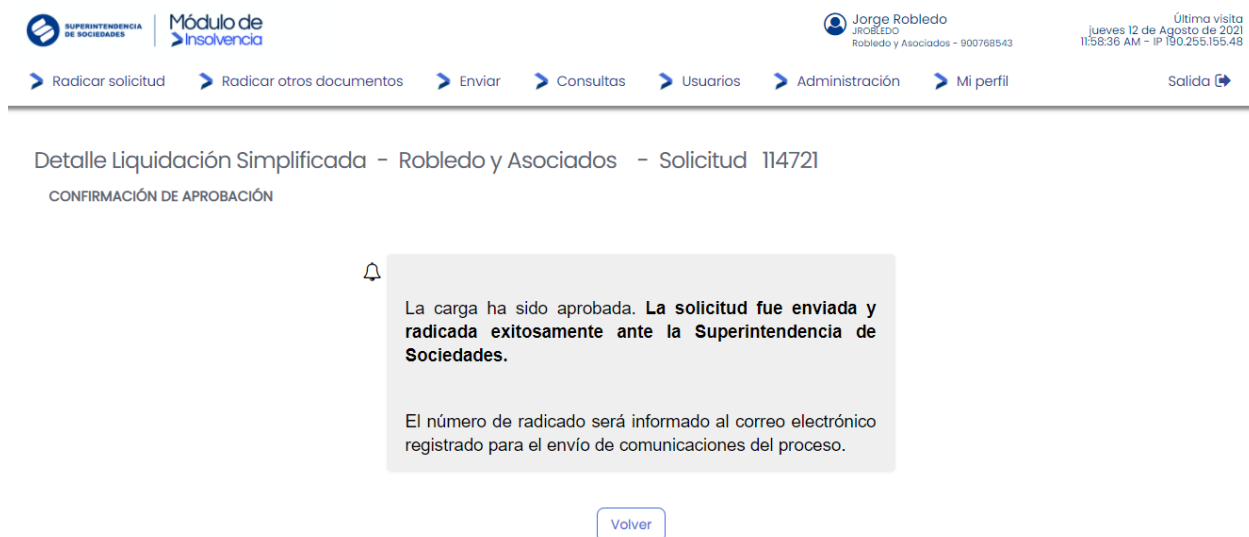 SUPERINTENDENCIA
DE SOCIEDADES
Módulo de
Insolvencia
Jorge Robledo
JROBLEDO
Robledo y Asociados - 900768543
Última visita
jueves 12 de Agosto de 2021
11:58:36 AM - IP 190.255.155.48
Radicar solicitud
Radicar otros documentos
Enviar
Consultas
Usuarios
Administración
Mi perfil
Salida
Detalle Liquidación Simplificada - Robledo y Asociados - Solicitud 114721
CONFIRMACIÓN DE APROBACIÓN
La carga ha sido aprobada. La solicitud fue enviada y
radicada exitosamente ante la Superintendencia de
Sociedades.
El número de radicado será informado al correo electrónico
registrado para el envío de comunicaciones del proceso.
Volver